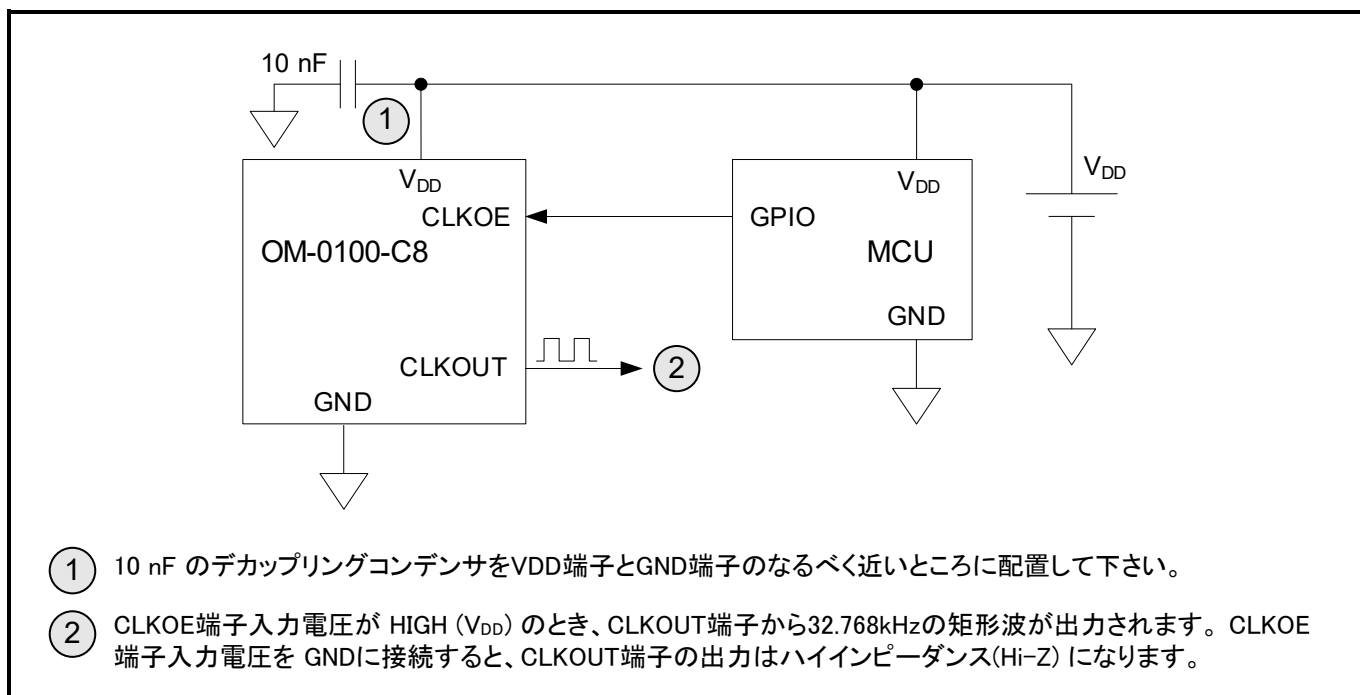 10 nF
1
VDD
VDD
VDD
CLKOE
GPIO
OM-0100-C8
MCU
GND
CLKOUT
2
GND
1 10 nF のデカップリングコンデンサをVDD端子とGND端子のなるべく近いところに配置して下さい。
2 CLKOE端子入力電圧が HIGH (VDD) のとき、CLKOUT端子から32.768kHzの矩形波が出力されます。CLKOE
端子入力電圧を GNDに接続すると、CLKOUT端子の出力はハイインピーダンス(Hi-Z) になります。